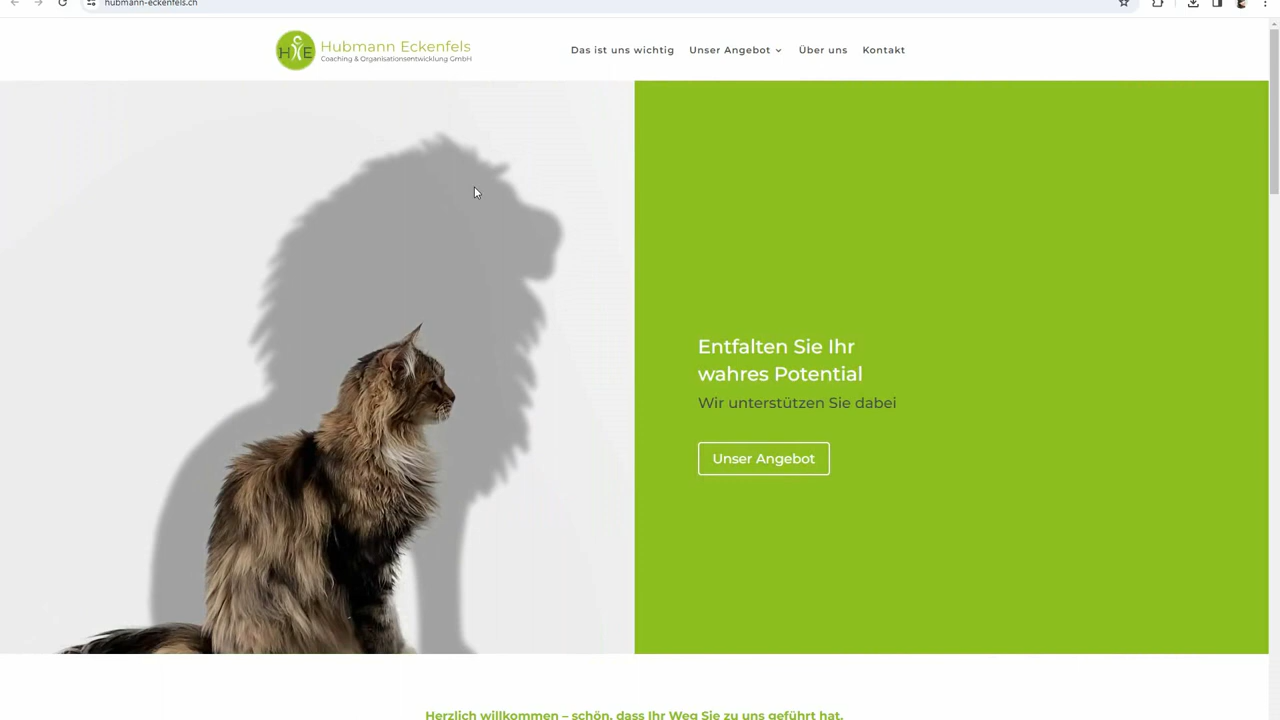 hubmann-eckenfels.ch
H E Hubmann Eckenfels
Coaching & Organisationsentwicklung GmbH
Das ist uns wichtig Unser Angebot Über uns Kontakt
Entfalten Sie Ihr
wahres Potential
Wir unterstützen Sie dabei
Unser Angebot
Herzlich willkommen – schön, dass Ihr Weg Sie zu uns geführt hat.